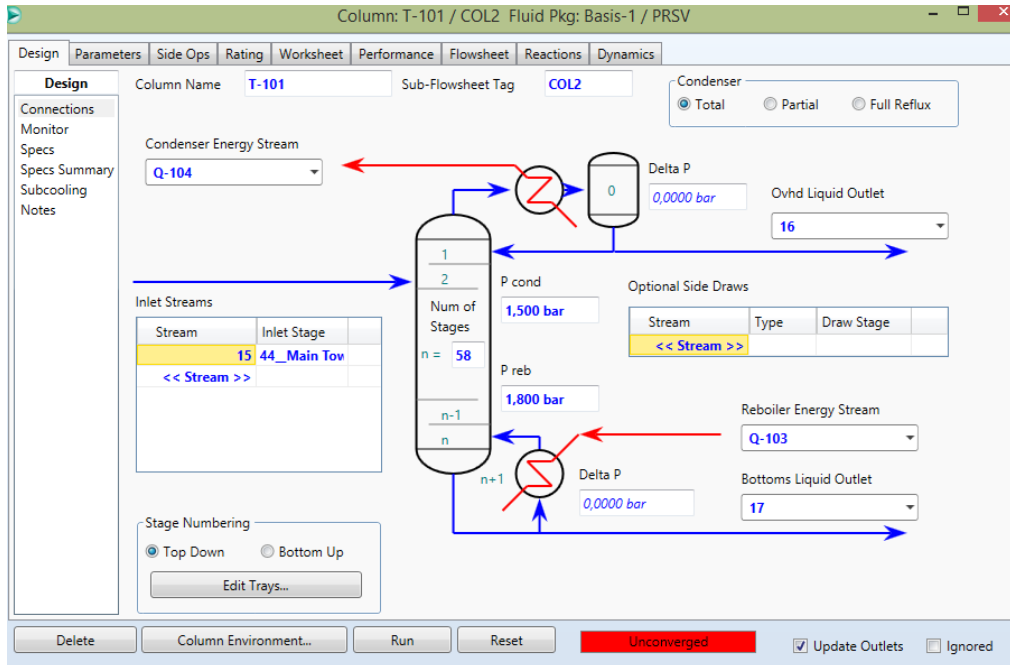 Column: T-101 / COL2 Fluid Pkg: Basis-1 / PRSV
Design Parameters Side Ops Rating Worksheet Performance Flowsheet Reactions Dynamics
Design
Connections
Monitor
Specs
Specs Summary
Subcooling
Notes
Column Name T-101 Sub-Flowsheet Tag COL2
Condenser
Total Partial Full Reflux
Condenser Energy Stream
Q-104
0
Delta P
0,0000 bar
Ovhd Liquid Outlet
16
1
2
Num of
Stages
n = 58
n-1
n
n+1
P cond
1,500 bar
P reb
1,800 bar
Inlet Streams
Stream Inlet Stage
15 44__Main Tow
<< Stream >>
Optional Side Draws
Stream Type Draw Stage
<< Stream >>
Reboiler Energy Stream
Q-103
Delta P
0,0000 bar
Bottoms Liquid Outlet
17
Stage Numbering
Top Down Bottom Up
Edit Trays...
Delete Column Environment... Run Reset Unconverged Update Outlets Ignored